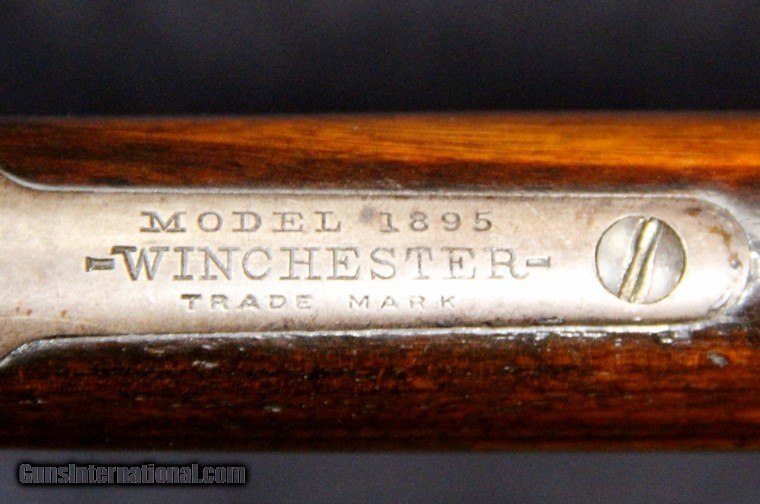 MODEL 1895
-WINCHESTER-
TRADE MARK
GunsInternational.com